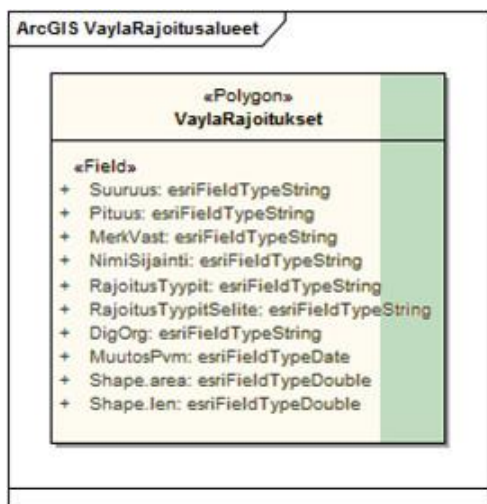 ArcGIS VaylaRajoitusalueet
«Polygon»
VaylaRajoitukset
«Field»
+ Suuruus: esriFieldTypeString
+ Pituus: esriFieldTypeString
+ MerkVast: esriFieldTypeString
+ NimiSijainti: esriFieldTypeString
+ RajoitusTyypit: esriFieldTypeString
+ RajoitusTyypitSelite: esriFieldTypeString
+ DigOrg: esriFieldTypeString
+ MuutosPvm: esriFieldTypeDate
+ Shape.area: esriFieldTypeDouble
+ Shape.len: esriFieldTypeDouble